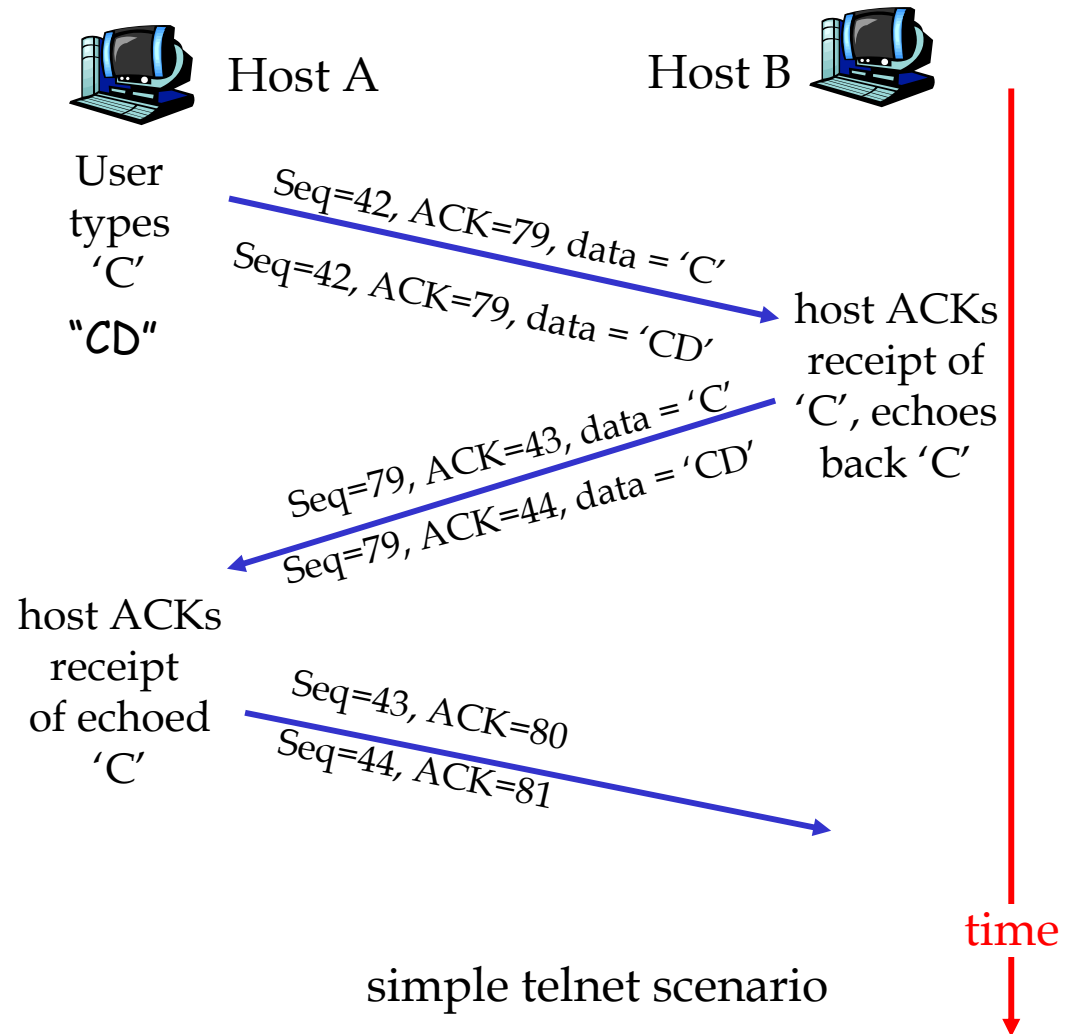 Host A
Host B
User
types
‘C’
“CD”
Seq=42, ACK=79, data = ‘C’
Seq=42, ACK=79, data = ‘CD’
host ACKs
receipt of
‘C’, echoes
back ‘C’
Seq=79, ACK=43, data = ‘C’
Seq=79, ACK=44, data = ‘CD’
host ACKs
receipt
of echoed
‘C’
Seq=43, ACK=80
Seq=44, ACK=81
time
simple telnet scenario